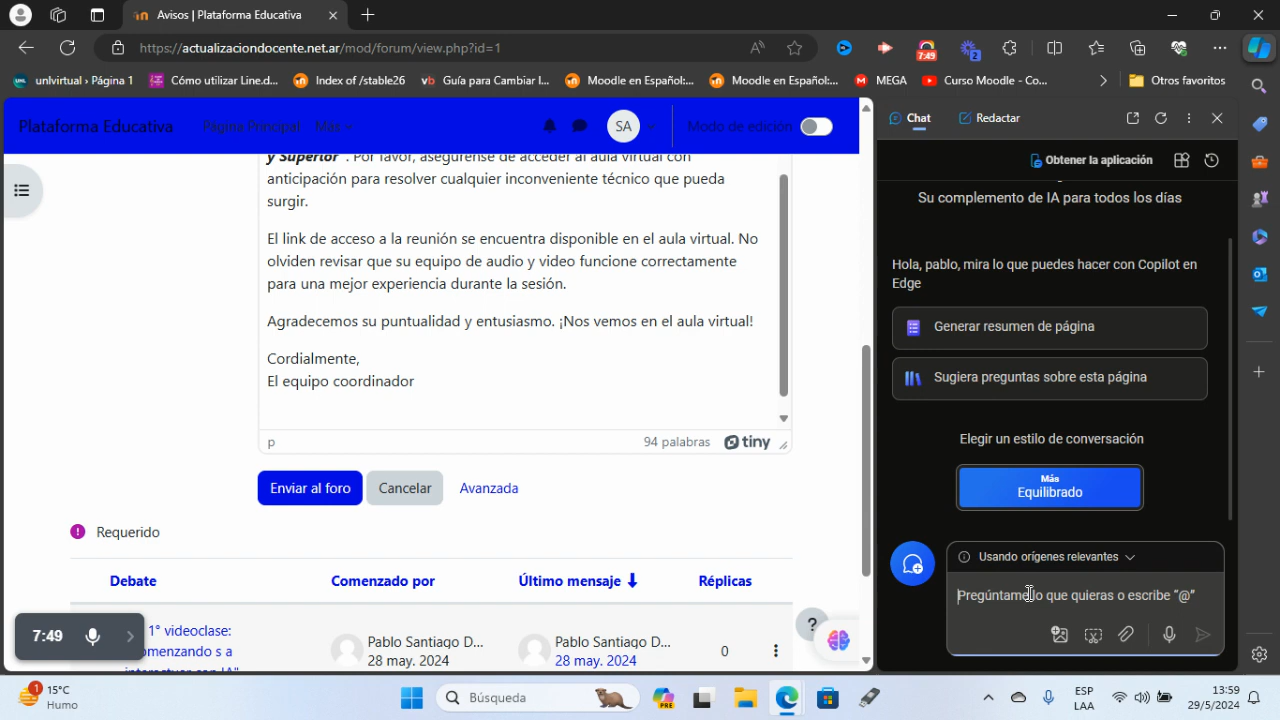 Avisos | Plataforma Educativa
https://actualizaciondocente.net.ar/mod/forum/view.php?id=1
7:49
2
unlvirtual › Página 1
Cómo utilizar Line.d...
Index of /stable26
Guía para Cambiar l...
Moodle en Español:...
Moodle en Español:...
MEGA
Curso Moodle - Co...
Otros favoritos
Plataforma Educativa
Página Principal
Más
SA
Modo de edición
y Superior". Por favor, asegúrense de acceder al aula virtual con
anticipación para resolver cualquier inconveniente técnico que pueda
surgir.
El link de acceso a la reunión se encuentra disponible en el aula virtual. No
olviden revisar que su equipo de audio y video funcione correctamente
para una mejor experiencia durante la sesión.
Agradecemos su puntualidad y entusiasmo. ¡Nos vemos en el aula virtual!
Cordialmente,
El equipo coordinador
p
94 palabras
tiny
Enviar al foro
Cancelar
Avanzada
Requerido
Debate
Comenzado por
Último mensaje
Réplicas
1° videoclase:
omenzando s a
interactuar con IA"
Pablo Santiago D...
28 may. 2024
Pablo Santiago D...
28 may. 2024
0
?
7:49
Chat
Redactar
Obtener la aplicación
Su complemento de IA para todos los días
Hola, pablo, mira lo que puedes hacer con Copilot en
Edge
Generar resumen de página
Sugiera preguntas sobre esta página
Elegir un estilo de conversación
Más
Equilibrado
Usando orígenes relevantes
Pregúntame lo que quieras o escribe "@"
1
15°C
Humo
Búsqueda
PRE
ESP
LAA
13:59
29/5/2024